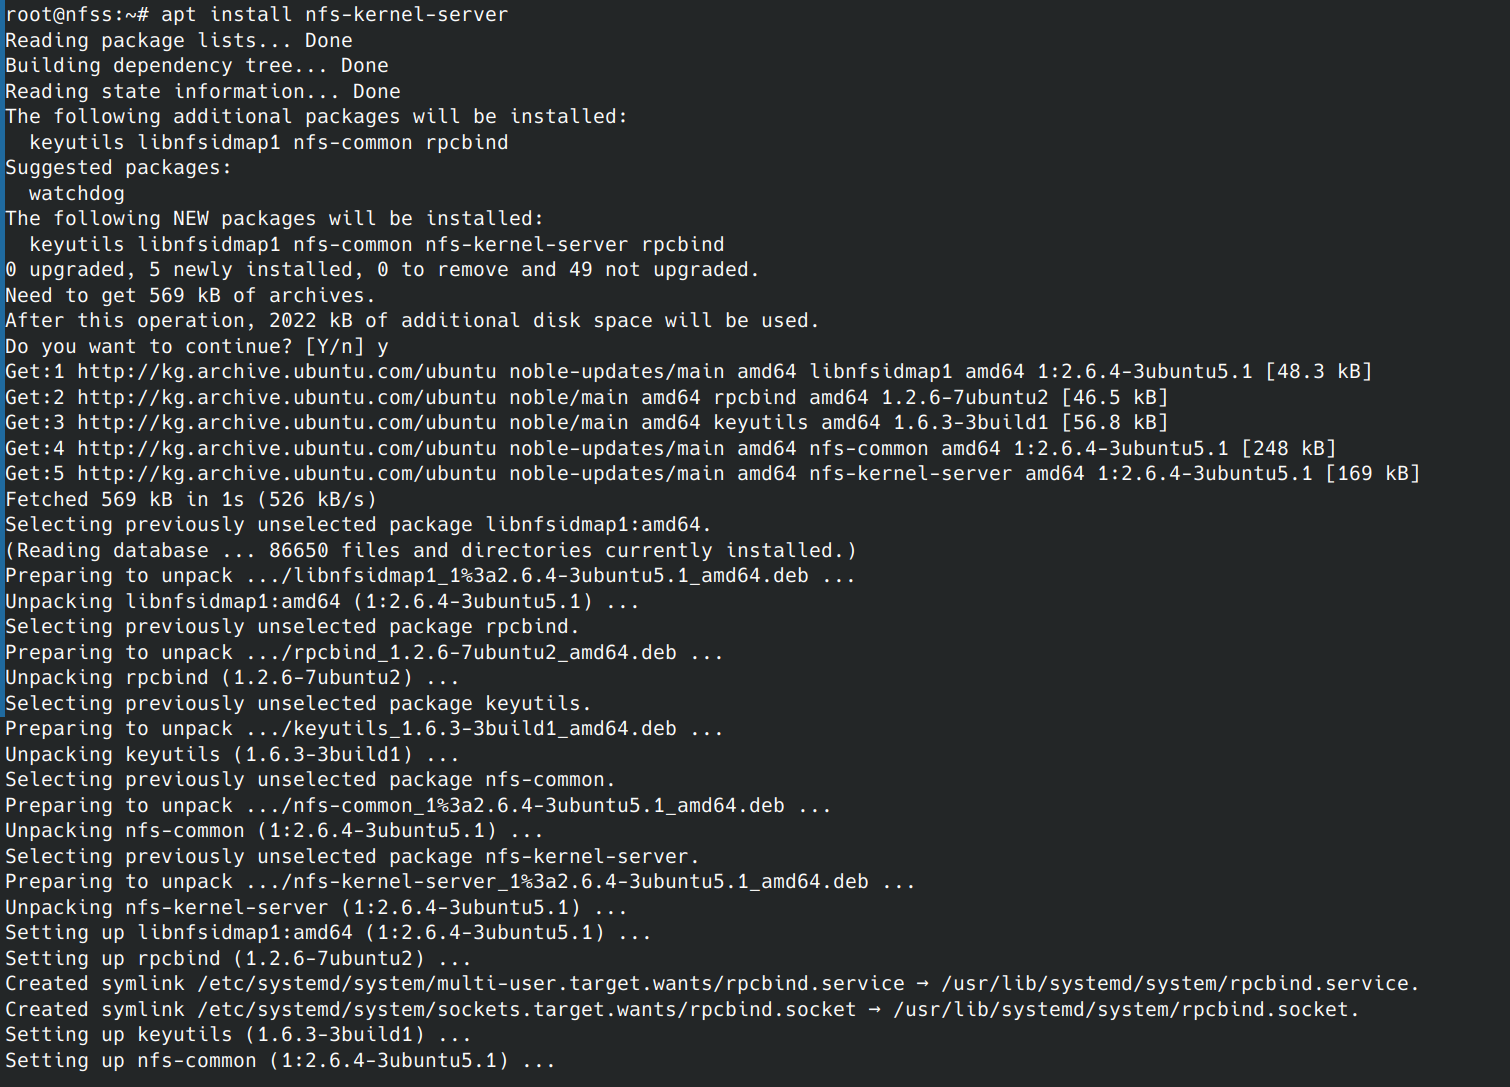 root@nfss:~# apt install nfs-kernel-server
Reading package lists... Done
Building dependency tree... Done
Reading state information... Done
The following additional packages will be installed:
  keyutils libnfsidmap1 nfs-common rpcbind
Suggested packages:
  watchdog
The following NEW packages will be installed:
  keyutils libnfsidmap1 nfs-common nfs-kernel-server rpcbind
0 upgraded, 5 newly installed, 0 to remove and 49 not upgraded.
Need to get 569 kB of archives.
After this operation, 2022 kB of additional disk space will be used.
Do you want to continue? [Y/n] y
Get:1 http://kg.archive.ubuntu.com/ubuntu noble-updates/main amd64 libnfsidmap1 amd64 1:2.6.4-3ubuntu5.1 [48.3 kB]
Get:2 http://kg.archive.ubuntu.com/ubuntu noble/main amd64 rpcbind amd64 1.2.6-7ubuntu2 [46.5 kB]
Get:3 http://kg.archive.ubuntu.com/ubuntu noble/main amd64 keyutils amd64 1.6.3-3build1 [56.8 kB]
Get:4 http://kg.archive.ubuntu.com/ubuntu noble-updates/main amd64 nfs-common amd64 1:2.6.4-3ubuntu5.1 [248 kB]
Get:5 http://kg.archive.ubuntu.com/ubuntu noble-updates/main amd64 nfs-kernel-server amd64 1:2.6.4-3ubuntu5.1 [169 kB]
Fetched 569 kB in 1s (526 kB/s)
Selecting previously unselected package libnfsidmap1:amd64.
(Reading database ... 86650 files and directories currently installed.)
Preparing to unpack .../libnfsidmap1_1%3a2.6.4-3ubuntu5.1_amd64.deb ...
Unpacking libnfsidmap1:amd64 (1:2.6.4-3ubuntu5.1) ...
Selecting previously unselected package rpcbind.
Preparing to unpack .../rpcbind_1.2.6-7ubuntu2_amd64.deb ...
Unpacking rpcbind (1.2.6-7ubuntu2) ...
Selecting previously unselected package keyutils.
Preparing to unpack .../keyutils_1.6.3-3build1_amd64.deb ...
Unpacking keyutils (1.6.3-3build1) ...
Selecting previously unselected package nfs-common.
Preparing to unpack .../nfs-common_1%3a2.6.4-3ubuntu5.1_amd64.deb ...
Unpacking nfs-common (1:2.6.4-3ubuntu5.1) ...
Selecting previously unselected package nfs-kernel-server.
Preparing to unpack .../nfs-kernel-server_1%3a2.6.4-3ubuntu5.1_amd64.deb ...
Unpacking nfs-kernel-server (1:2.6.4-3ubuntu5.1) ...
Setting up libnfsidmap1:amd64 (1:2.6.4-3ubuntu5.1) ...
Setting up rpcbind (1.2.6-7ubuntu2) ...
Created symlink /etc/systemd/system/multi-user.target.wants/rpcbind.service → /usr/lib/systemd/system/rpcbind.service.
Created symlink /etc/systemd/system/sockets.target.wants/rpcbind.socket → /usr/lib/systemd/system/rpcbind.socket.
Setting up keyutils (1.6.3-3build1) ...
Setting up nfs-common (1:2.6.4-3ubuntu5.1) ...